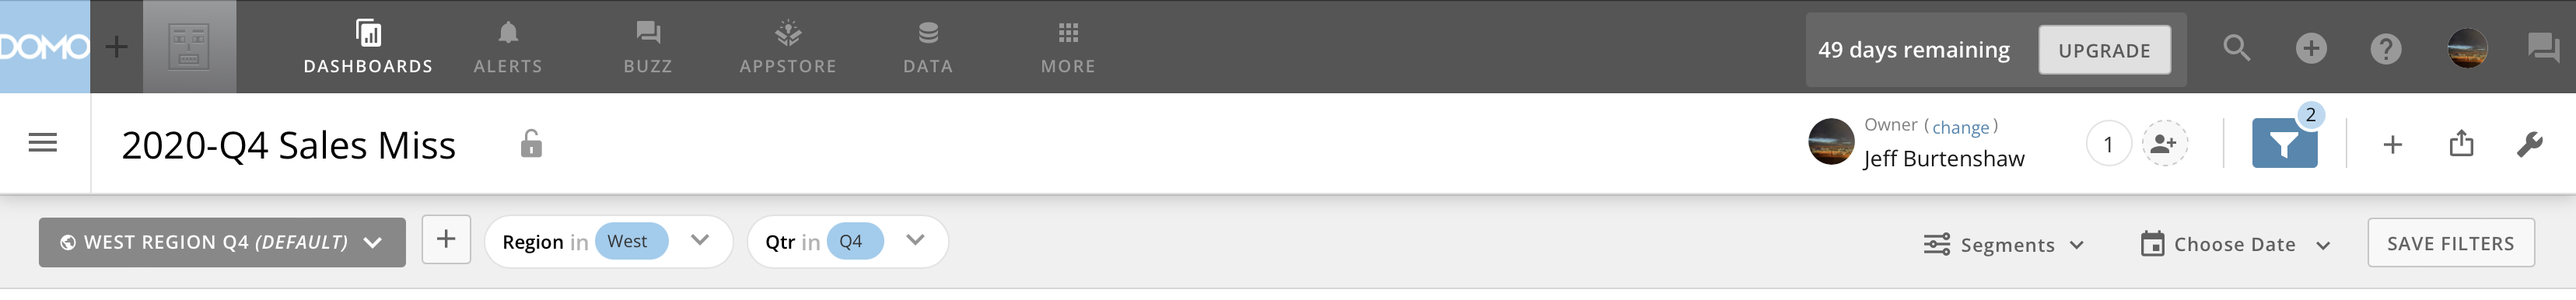 DOMO
DASHBOARDS
ALERTS
BUZZ
APPSTORE
DATA
MORE
49 days remaining
UPGRADE
2020-Q4 Sales Miss
Owner (change)
Jeff Burtenshaw
1
2
WEST REGION Q4 (DEFAULT)
Region in West
Qtr in Q4
Segments
Choose Date
SAVE FILTERS